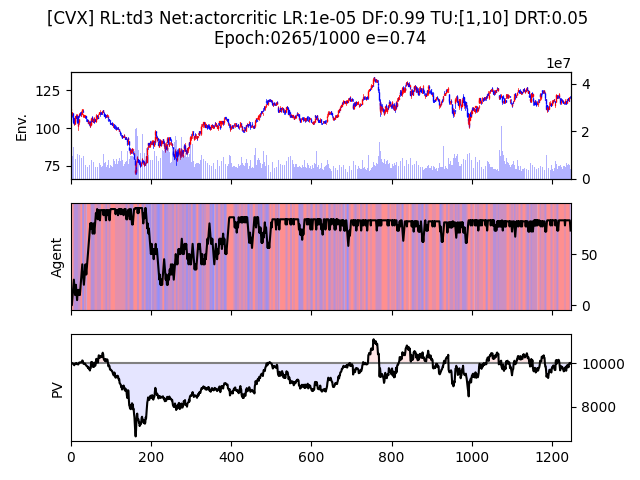 [CVX] RL:td3 Net:actorcritic LR:1e-05 DF:0.99 TU:[1,10] DRT:0.05
Epoch:0265/1000 e=0.74
1e7
125
100
75
Env.
4
2
0
Agent
50
0
PV
10000
8000
0
200
400
600
800
1000
1200